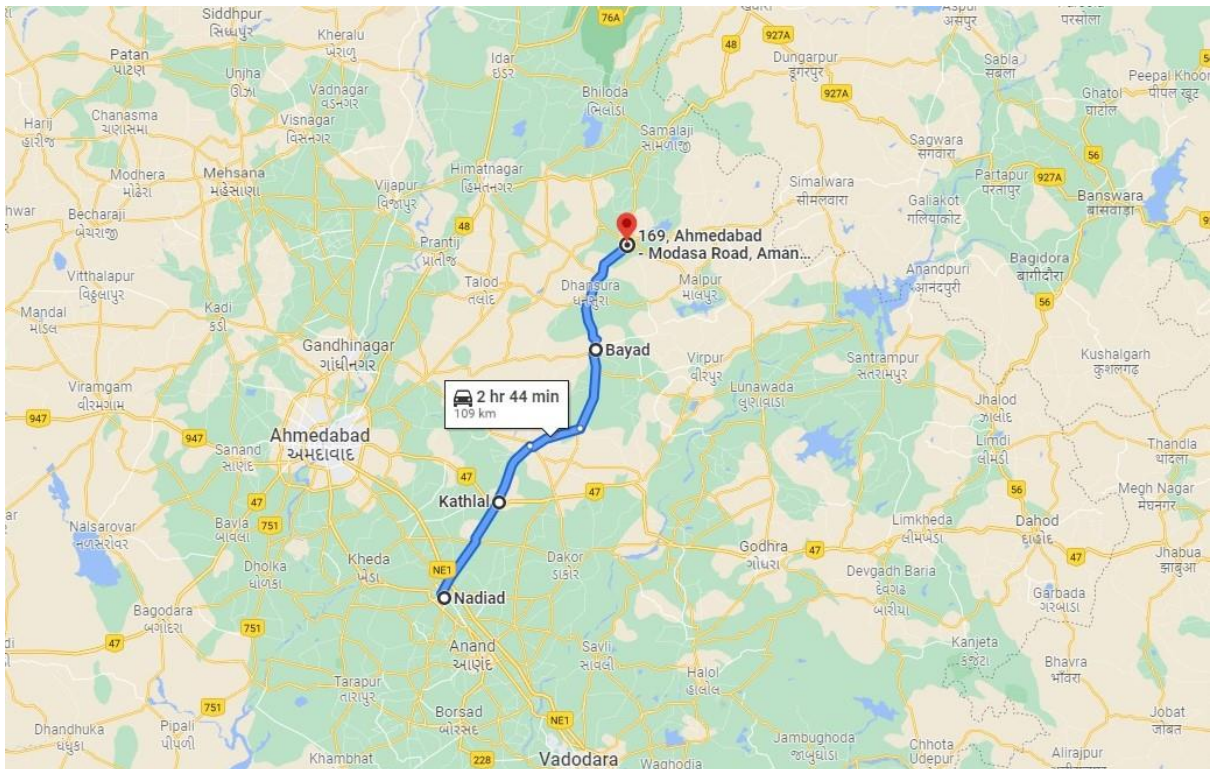 Siddhpur
સિધ્ધપુર
76A
Aspur
असपुर
परसोला
Kheralu
ખેરાળુ
48
927A
Patan
પાટણ
Idar
ઇડર
Dungarpur
डूंगरपुर
Sabla
सबला
Unjha
ઊંઝા
Vadnagar
વડનગર
Bhiloda
ભિલોડા
927A
Peepal Khoont
Ghatol
घाटोल
Harij
હારીજ
Chanasma
ચાણસ્મા
Visnagar
વિસનગર
Samalaji
સામળાજી
Sagwara
सगवारा
56
Modhera
મોઢેરા
Mehsana
મહેસાણા
Vijapur
વિજાપુર
Himatnagar
હિંમતનગર
Simalwara
सीमलवारा
Partapur
परतापुर
927A
Banswara
बांसवाड़ा
Galiakot
गलियाकोट
Becharaji
બેચરાજી
48
Prantij
પ્રાંતિજ
169, Ahmedabad
- Modasa Road, Aman...
Bagidora
बागीदौरा
Vitthalapur
વિઠ્ઠલાપુર
Talod
તલોદ
Dhansura
ધનસુરા
Malpur
માલપુર
Anandpuri
आनंदपुरी
Kadi
કડી
Mandal
માંડલ
56
Gandhinagar
ગાંધીનગર
Bayad
Virpur
વીરપુર
Santrampur
સંતરામપુર
Kushalgarh
कुशलगढ़
Viramgam
વીરમગામ
2 hr 44 min
109 km
Lunawada
લુણાવાડા
Jhalod
ઝાલોદ
947
947
Ahmedabad
અમદાવાદ
Sanand
સાણંદ
Limdi
લીમડી
Thandla
थांदला
47
47
Kathlal
47
56
Megh Nagar
मेघनगर
Nalsarovar
નળસરોવર
Bavla
બાવલા
751
Limkheda
લીમખેડા
Dahod
દાહોદ
Dholka
ધોળકા
Kheda
ખેડા
NE1
Dakor
ડાકોર
Godhra
ગોધરા
47
47
Jhabua
झाबुआ
Devgadh Baria
દેવગઢ
બારીયા
Nadiad
Garbada
ગરબાડા
Bagodara
બગોદરા
751
47
Anand
આણંદ
Savli
સાવલી
Kanjeta
કંજેટા
Halol
હાલોલ
Bhavra
भाँवरा
Tarapur
તારાપુર
751
Borsad
બોરસદ
NE1
Jobat
जोबत
Dhandhuka
ધંધુકા
Pipali
પીપળી
Jambughoda
જાંબુઘોડા
Chhota
Udepur
Alirajpur
Khambhat
228
Vadodara
Waghodia